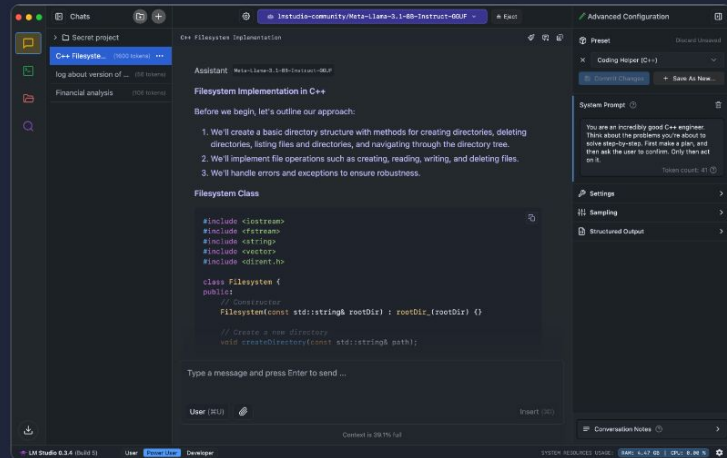 Chats
lmstudio-community/Meta-Llama-3.1-8B-Instruct-GGUF
Eject
Advanced Configuration
Secret project
C++ Filesyste...
log about version of ...
Financial analysis
C++ Filesystem Implementation
Assistant Meta-Llama-3.1-8B-Instruct-GGUF
Filesystem Implementation in C++
Before we begin, let's outline our approach:
1. We'll create a basic directory structure with methods for creating directories, deleting
directories, listing files and directories, and navigating through the directory tree.
2. We'll implement file operations such as creating, reading, writing, and deleting files.
3. We'll handle errors and exceptions to ensure robustness.
Filesystem Class
#include <iostream>
#include <fstream>
#include <string>
#include <vector>
#include <dirent.h>
class Filesystem {
public:
// Constructor
Filesystem(const std::string& rootDir) : rootDir_(rootDir) {}
// Create a new directory
void createDirectory(const std::string& path);
Type a message and press Enter to send ...
User (⌘U)
Insert (⌘I)
Context is 39.1% full
Preset
Discard Unsaved
Coding Helper (C++)
Commit Changes
+ Save As New...
System Prompt
You are an incredibly good C++ engineer.
Think about the problems you're about to
solve step-by-step. First make a plan, and
then ask the user to confirm. Only then act
on it.
Token count: 41
Settings
Sampling
Structured Output
Conversation Notes
LM Studio 0.3.4 (Build 5)
User
Power User
Developer
SYSTEM RESOURCES USAGE:
RAM: 4.47 GB | CPU: 0.00 %